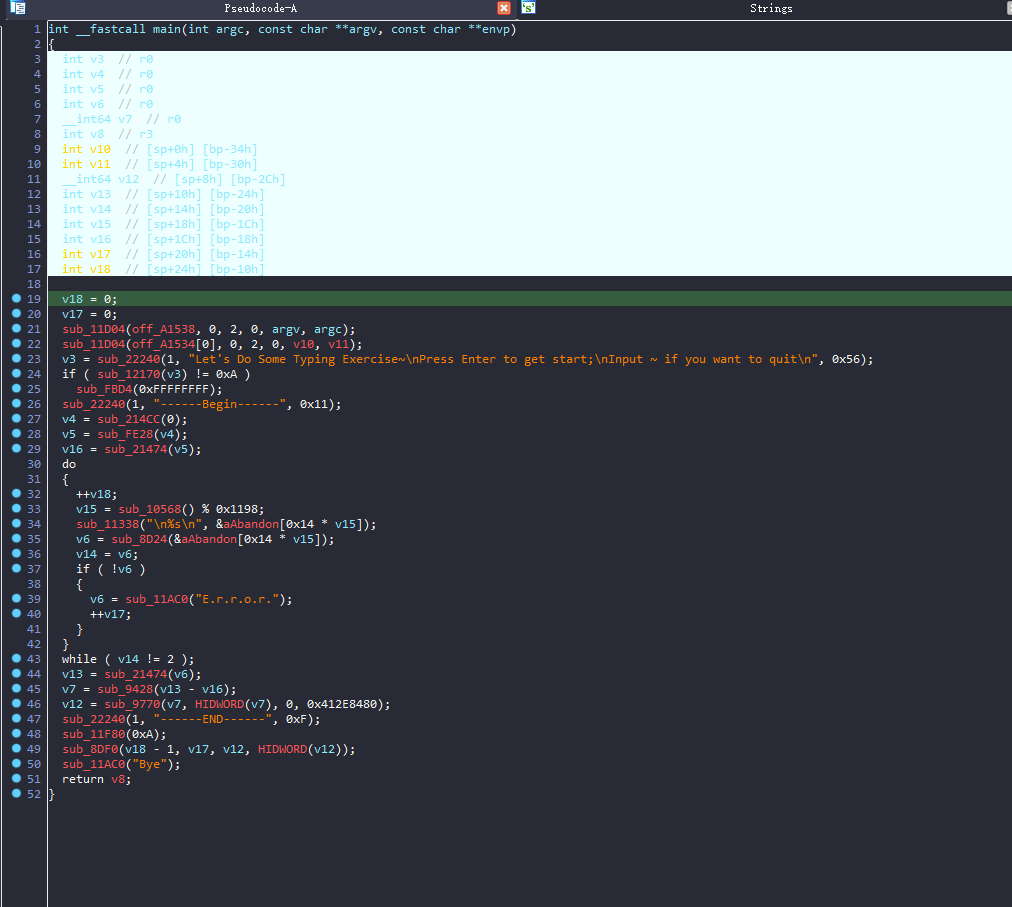 Pseudocode-A Strings
1 int __fastcall main(int argc, const char **argv, const char **envp)
2 {
3 int v3 // r0
4 int v4 // r0
5 int v5 // r0
6 int v6 // r0
7 __int64 v7 // r0
8 int v8 // r3
9 int v10 // [sp+0h] [bp-34h]
10 int v11 // [sp+4h] [bp-30h]
11 __int64 v12 // [sp+8h] [bp-2Ch]
12 int v13 // [sp+10h] [bp-24h]
13 int v14 // [sp+14h] [bp-20h]
14 int v15 // [sp+18h] [bp-1Ch]
15 int v16 // [sp+1Ch] [bp-18h]
16 int v17 // [sp+20h] [bp-14h]
17 int v18 // [sp+24h] [bp-10h]
18
19 v18 = 0;
20 v17 = 0;
21 sub_11D04(off_A1538, 0, 2, 0, argv, argc);
22 sub_11D04(off_A1534[0], 0, 2, 0, v10, v11);
23 v3 = sub_22240(1, "Let's Do Some Typing Exercise~\nPress Enter to get start;\nInput ~ if you want to quit\n", 0x56);
24 if ( sub_12170(v3) != 0xA )
25 sub_FBD4(0xFFFFFFFF);
26 sub_22240(1, "------Begin------", 0x11);
27 v4 = sub_214CC(0);
28 v5 = sub_FE28(v4);
29 v16 = sub_21474(v5);
30 do
31 {
32 ++v18;
33 v15 = sub_10568() % 0x1198;
34 sub_11338("\n%s\n", &aAbandon[0x14 * v15]);
35 v6 = sub_8D24(&aAbandon[0x14 * v15]);
36 v14 = v6;
37 if ( !v6 )
38 {
39 v6 = sub_11AC0("E.r.r.o.r.");
40 ++v17;
41 }
42 }
43 while ( v14 != 2 );
44 v13 = sub_21474(v6);
45 v7 = sub_9428(v13 - v16);
46 v12 = sub_9770(v7, HIDWORD(v7), 0, 0x412E8480);
47 sub_22240(1, "------END------", 0xF);
48 sub_11F80(0xA);
49 sub_8DF0(v18 - 1, v17, v12, HIDWORD(v12));
50 sub_11AC0("Bye");
51 return v8;
52 }